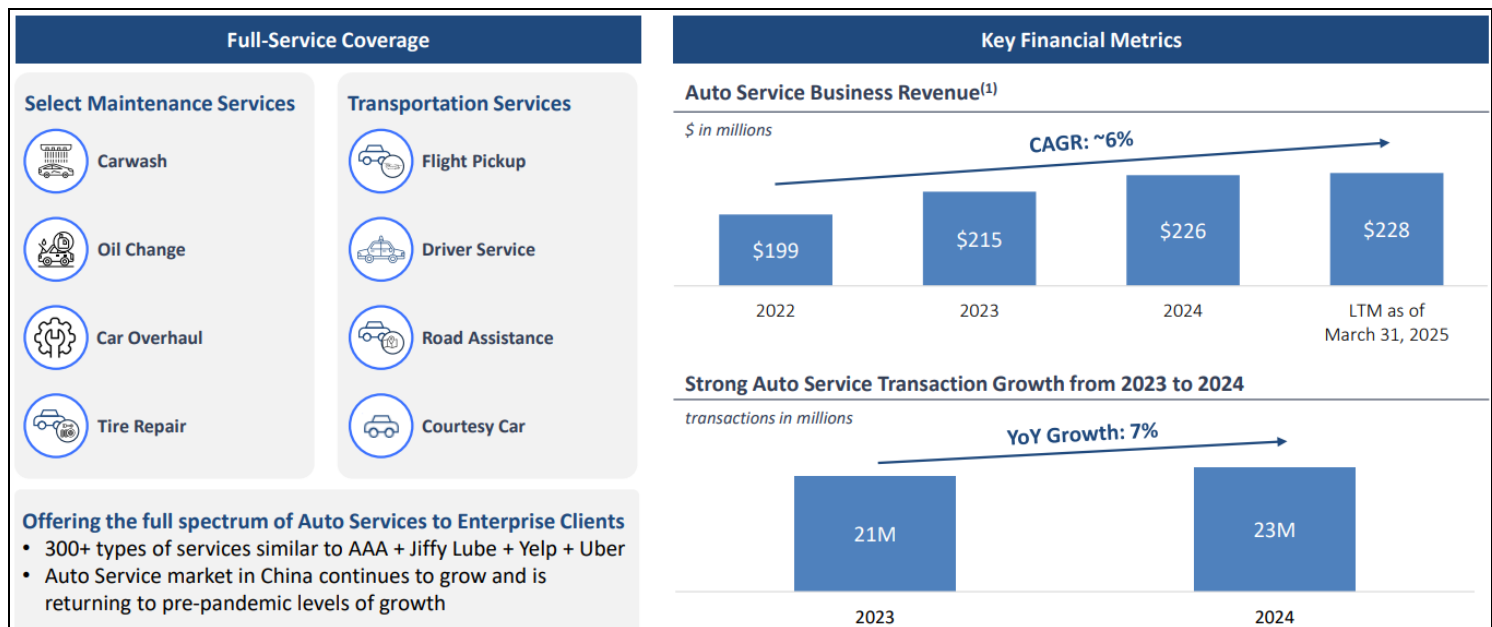 Full-Service Coverage
Select Maintenance Services
Carwash
Oil Change
Car Overhaul
Tire Repair
Transportation Services
Flight Pickup
Driver Service
Road Assistance
Courtesy Car
Offering the full spectrum of Auto Services to Enterprise Clients
• 300+ types of services similar to AAA + Jiffy Lube + Yelp + Uber
• Auto Service market in China continues to grow and is
returning to pre-pandemic levels of growth
Key Financial Metrics
Auto Service Business Revenue(1)
$ in millions
CAGR: ~6%
$199
$215
$226
$228
2022
2023
2024
LTM as of
March 31, 2025
Strong Auto Service Transaction Growth from 2023 to 2024
transactions in millions
YoY Growth: 7%
21M
23M
2023
2024